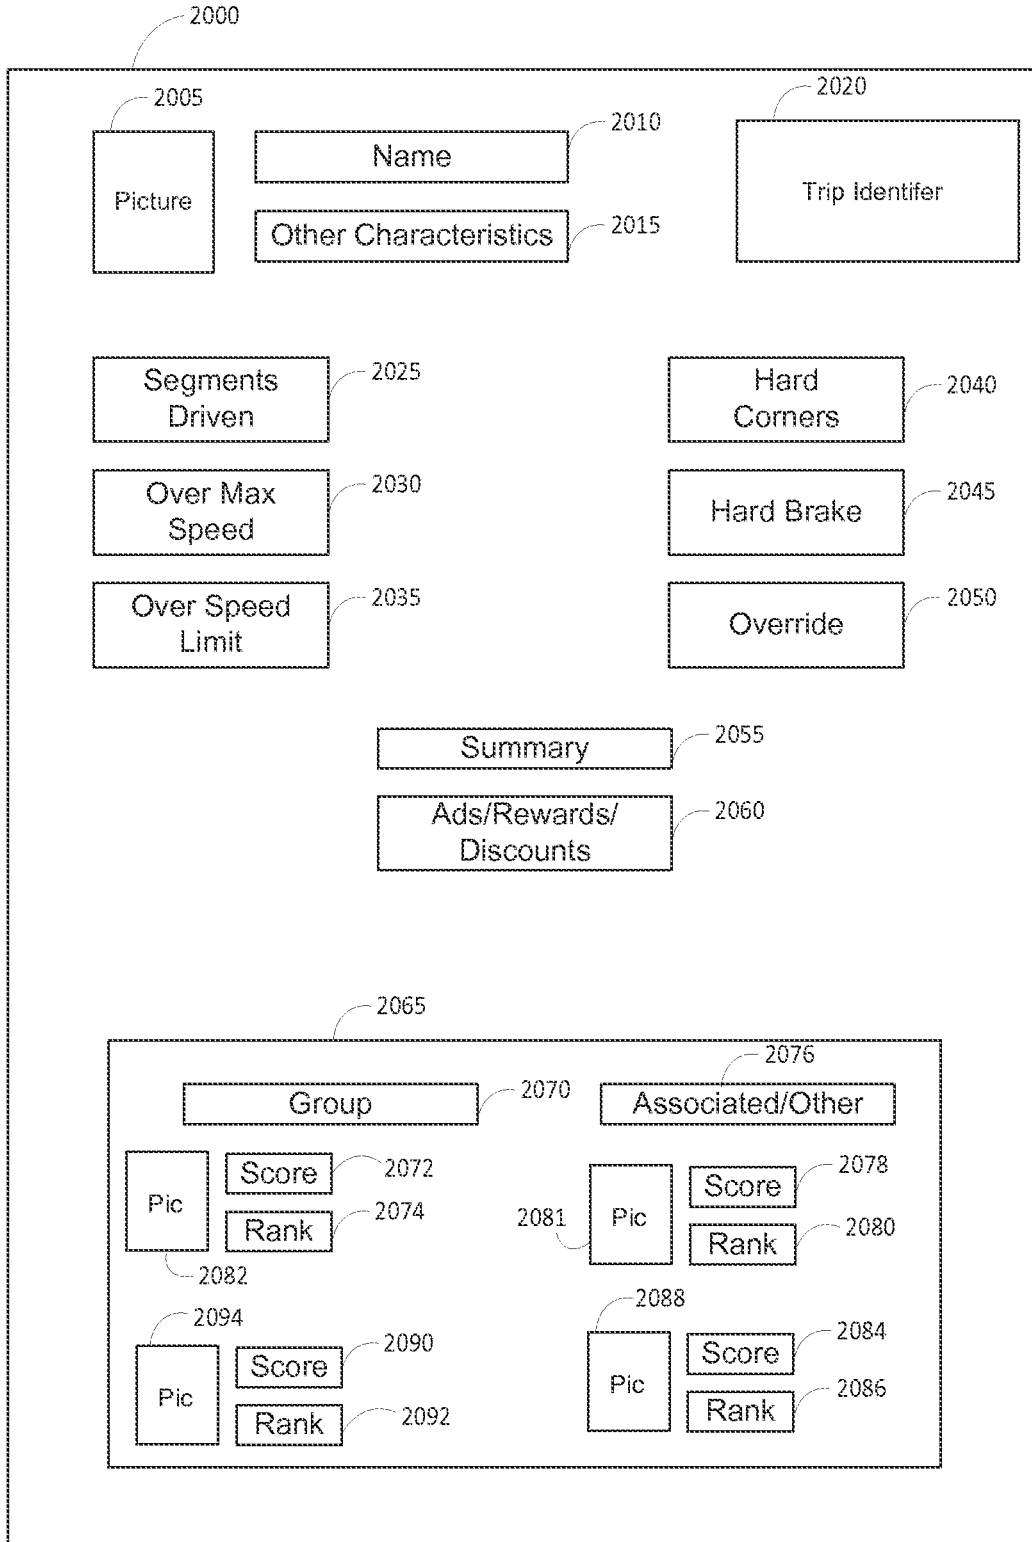 2000
2005
2020
2010
Name
Picture
Trip Identifer
2015
Other Characteristics
2025
Segments
Driven
2040
Hard
Corners
2030
Over Max
Speed
2045
Hard Brake
2035
Over Speed
Limit
2050
Override
2055
Summary
2060
Ads/Rewards/
Discounts
2065
2076
2070
Group
Associated/Other
2072
Score
2078
Score
Pic
2074
Rank
2081
Pic
2080
Rank
2082
2094
2088
2090
Score
2084
Score
Pic
2092
Rank
Pic
2086
Rank